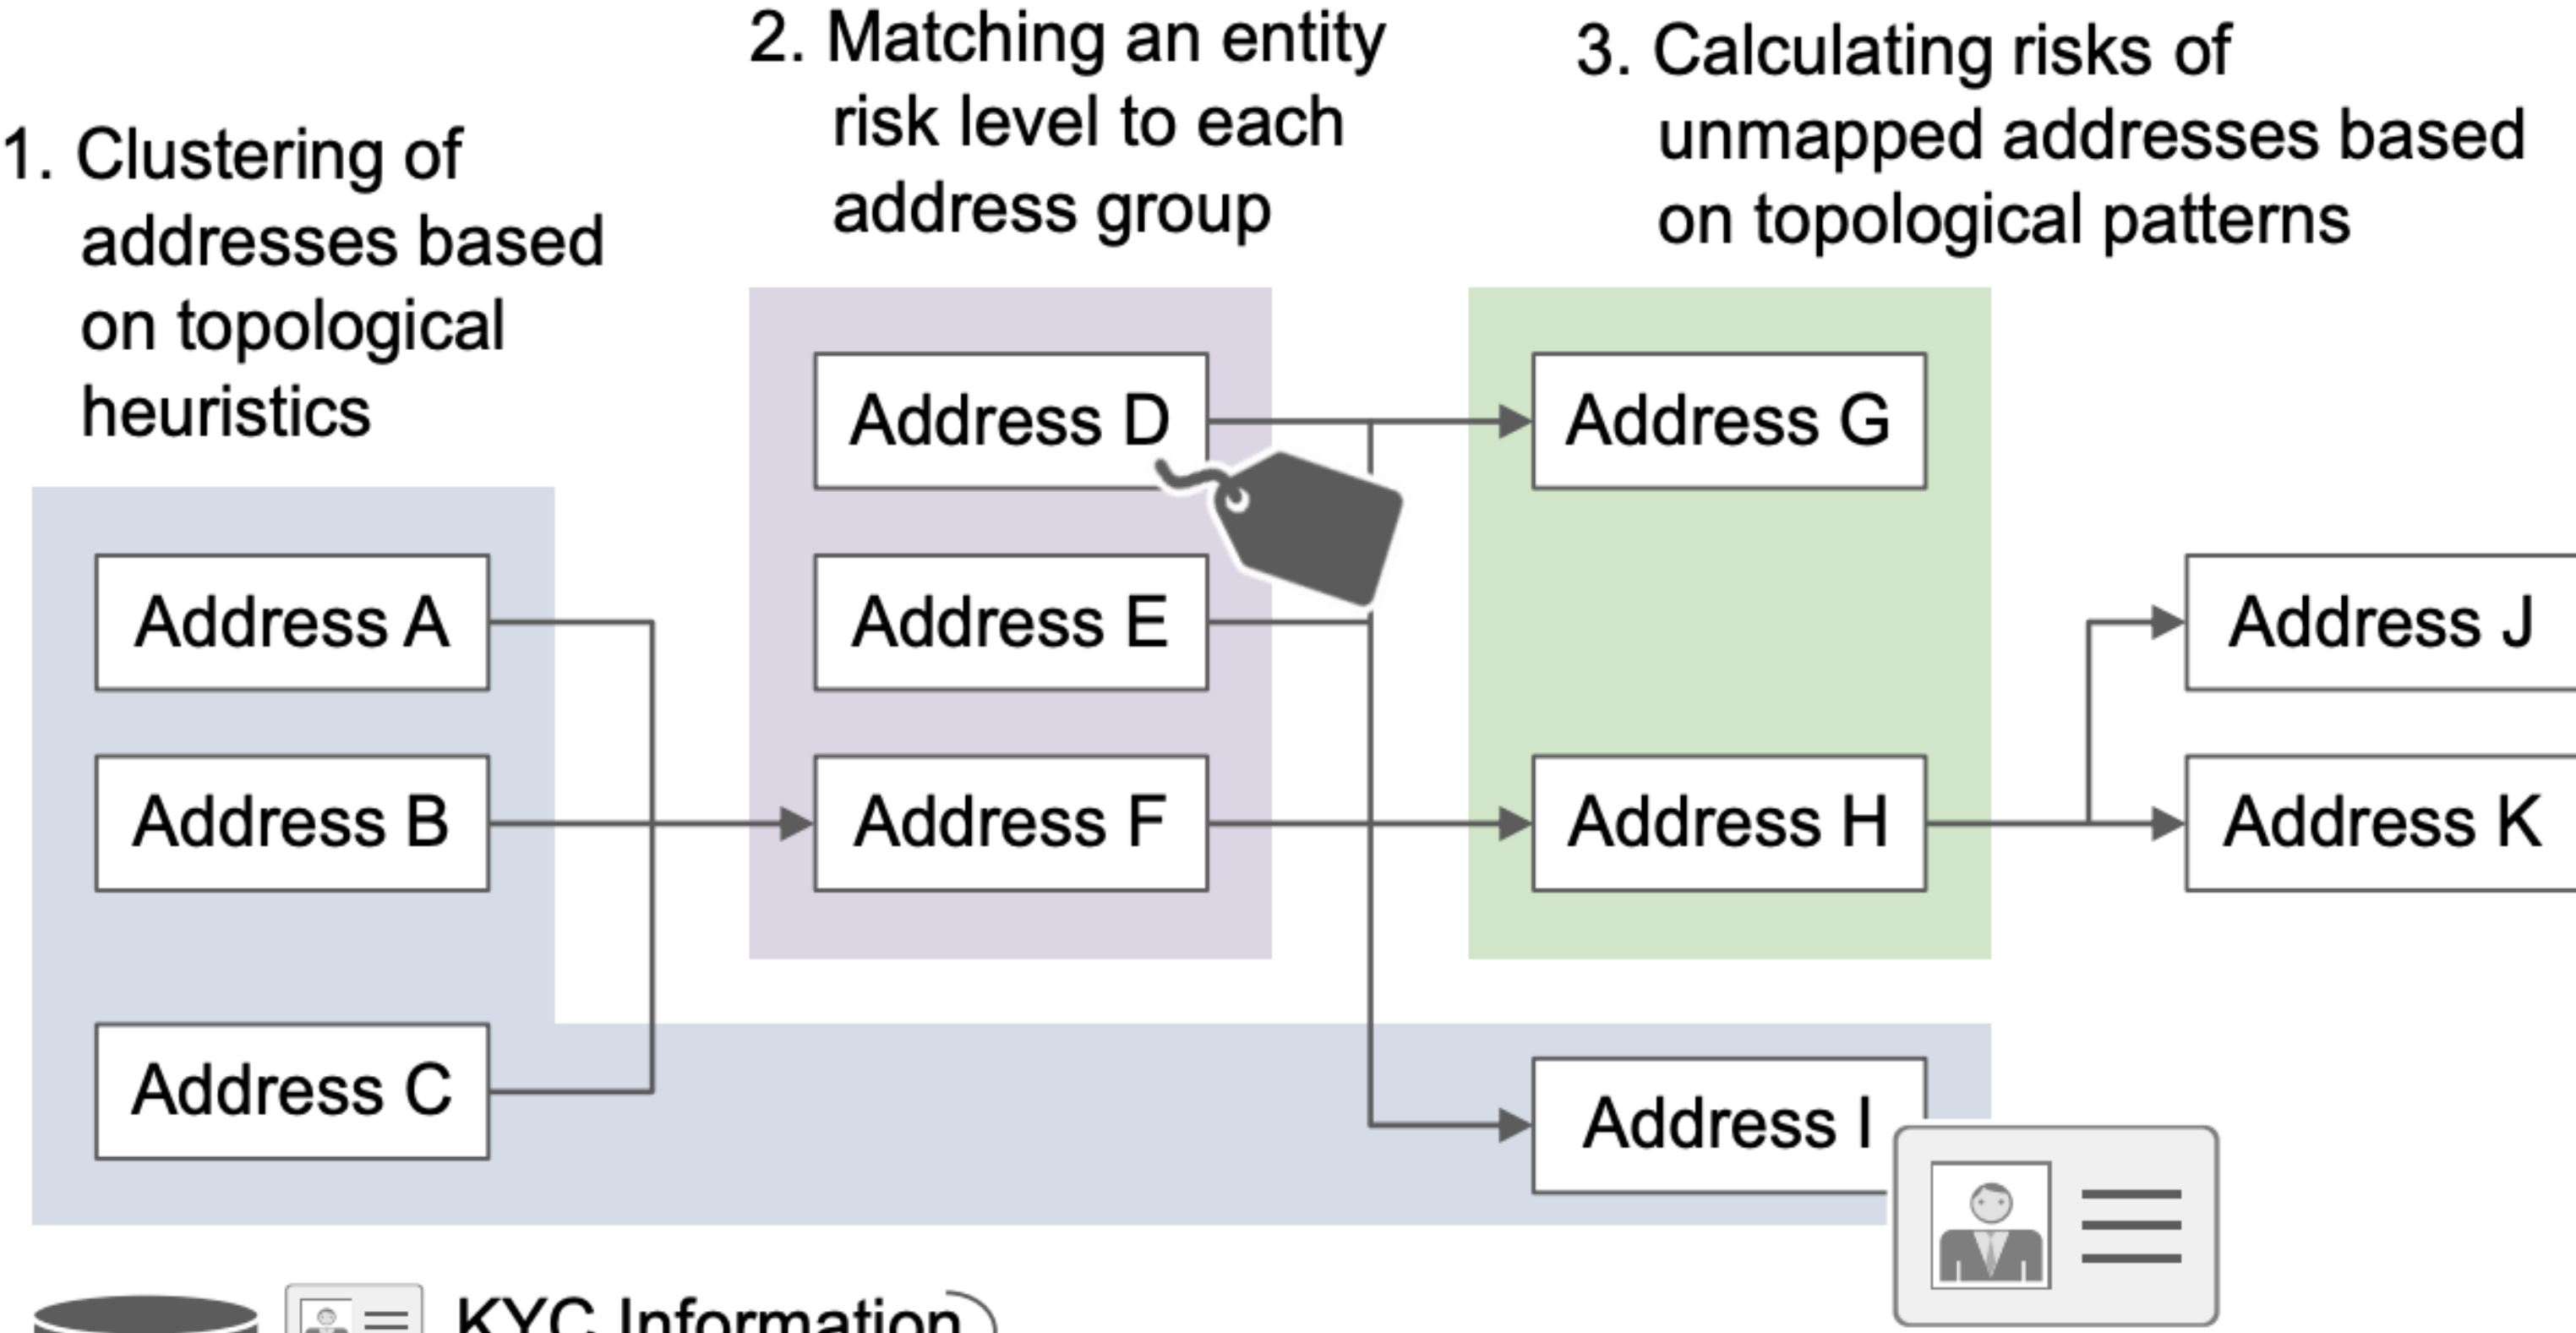 1. Clustering of
addresses based
on topological
heuristics
2. Matching an entity
risk level to each
address group
3. Calculating risks of
unmapped addresses based
on topological patterns
Address D
Address G
Address A
Address E
Address J
Address B
Address F
Address H
Address K
Address C
Address I
KYC Information